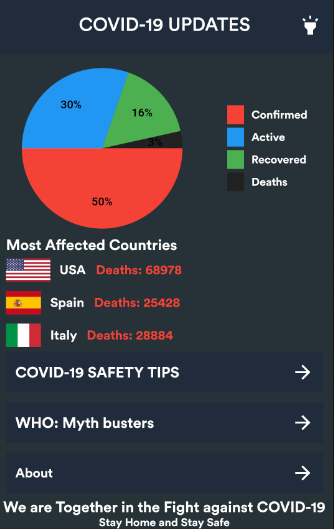 COVID-19 UPDATES
30%
16%
3%
50%
Confirmed
Active
Recovered
Deaths
Most Affected Countries
USA Deaths: 68978
Spain Deaths: 25428
Italy Deaths: 28884
COVID-19 SAFETY TIPS
WHO: Myth busters
About
We are Together in the Fight against COVID-19
Stay Home and Stay Safe